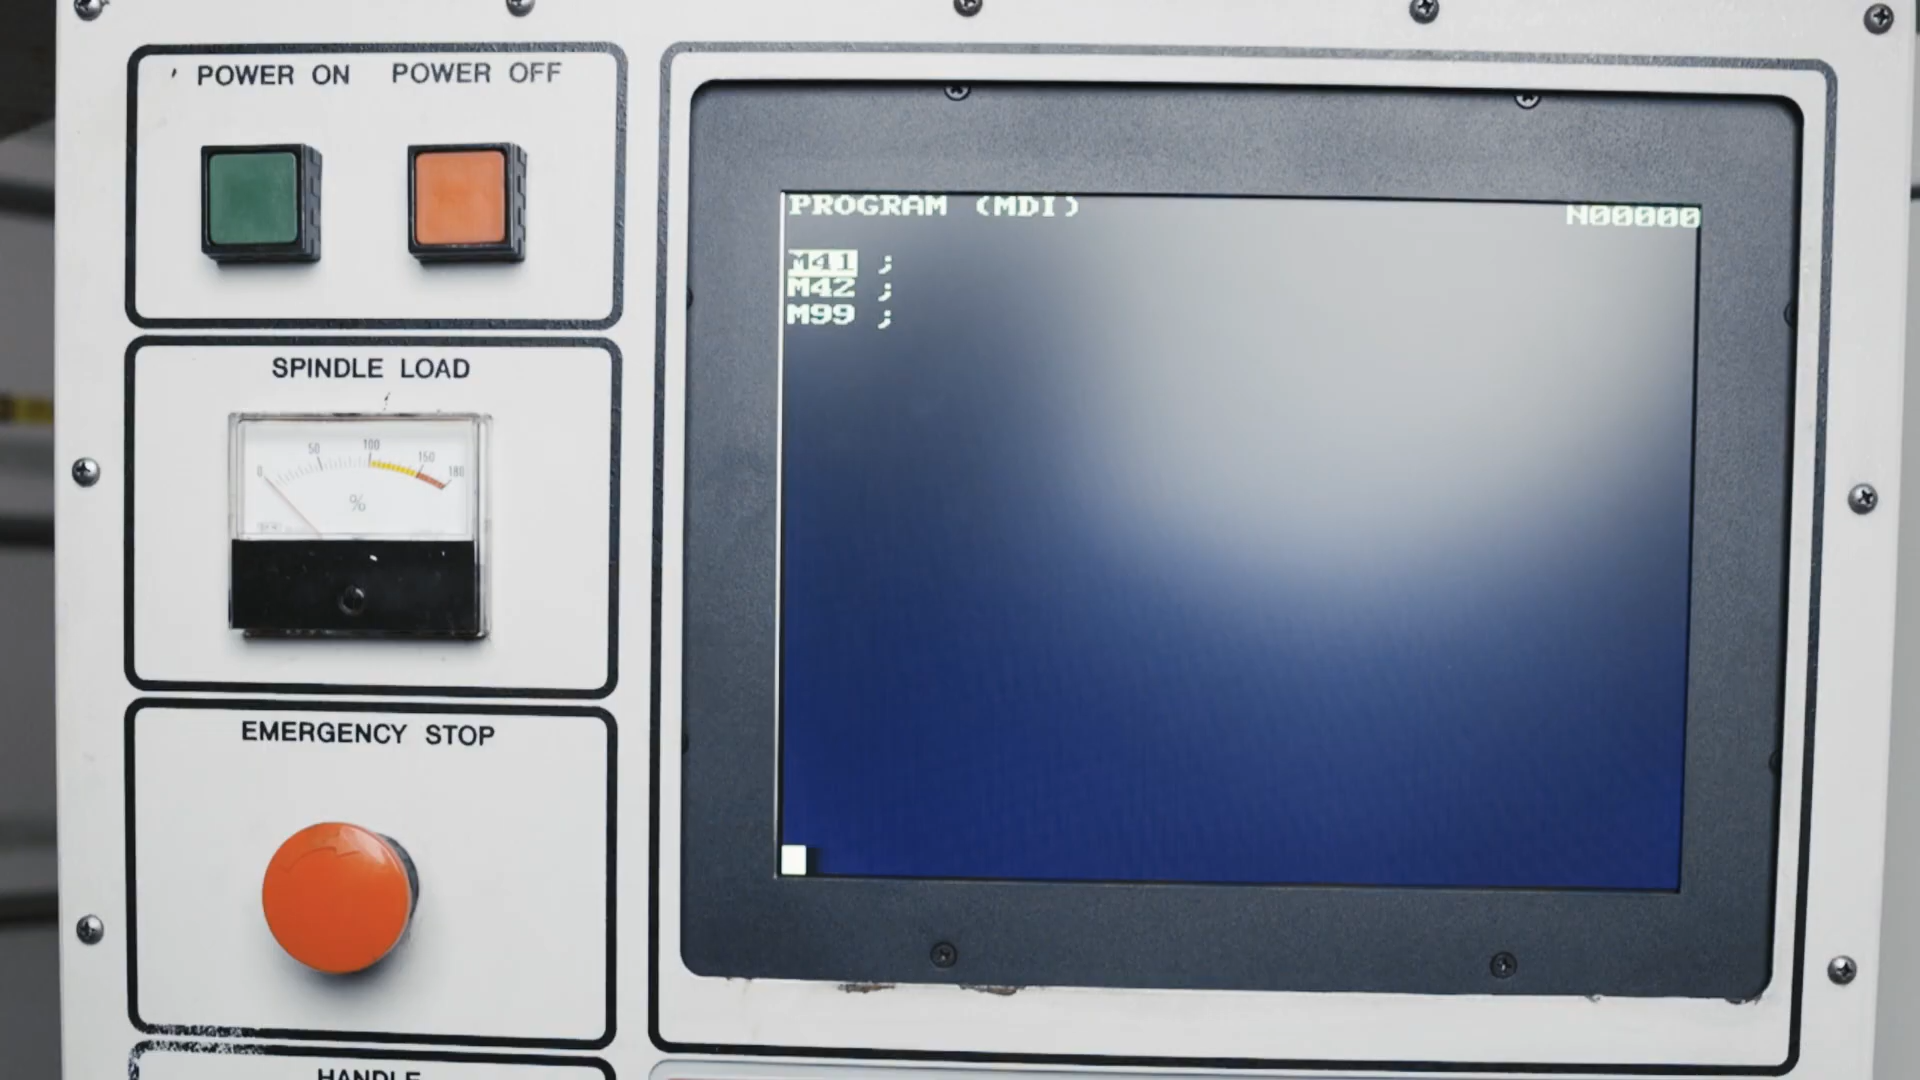 POWER ON POWER OFF
SPINDLE LOAD
0 50 100 150 180
%
EMERGENCY STOP
HANDLE
PROGRAM (MDI) N00000
M41 ;
M42 ;
M99 ;